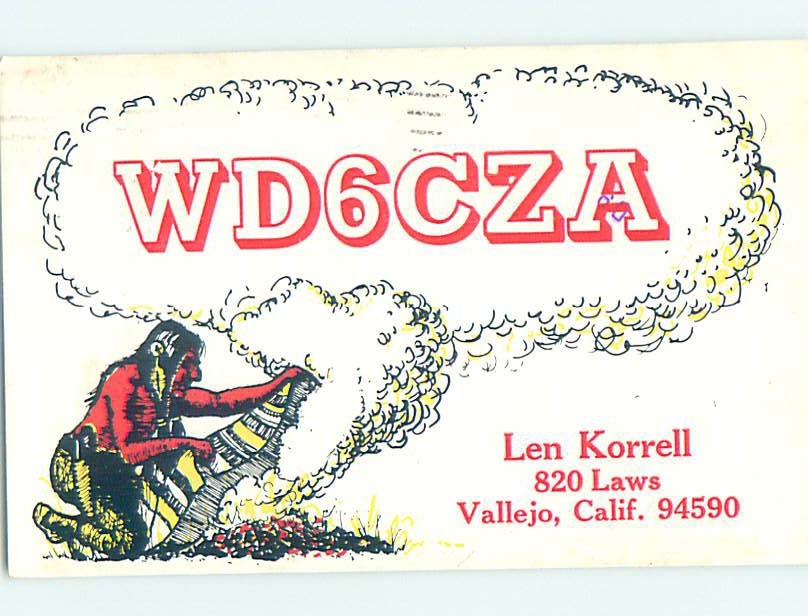 WD6CZA
Len Korrell
820 Laws
Vallejo, Calif. 94590